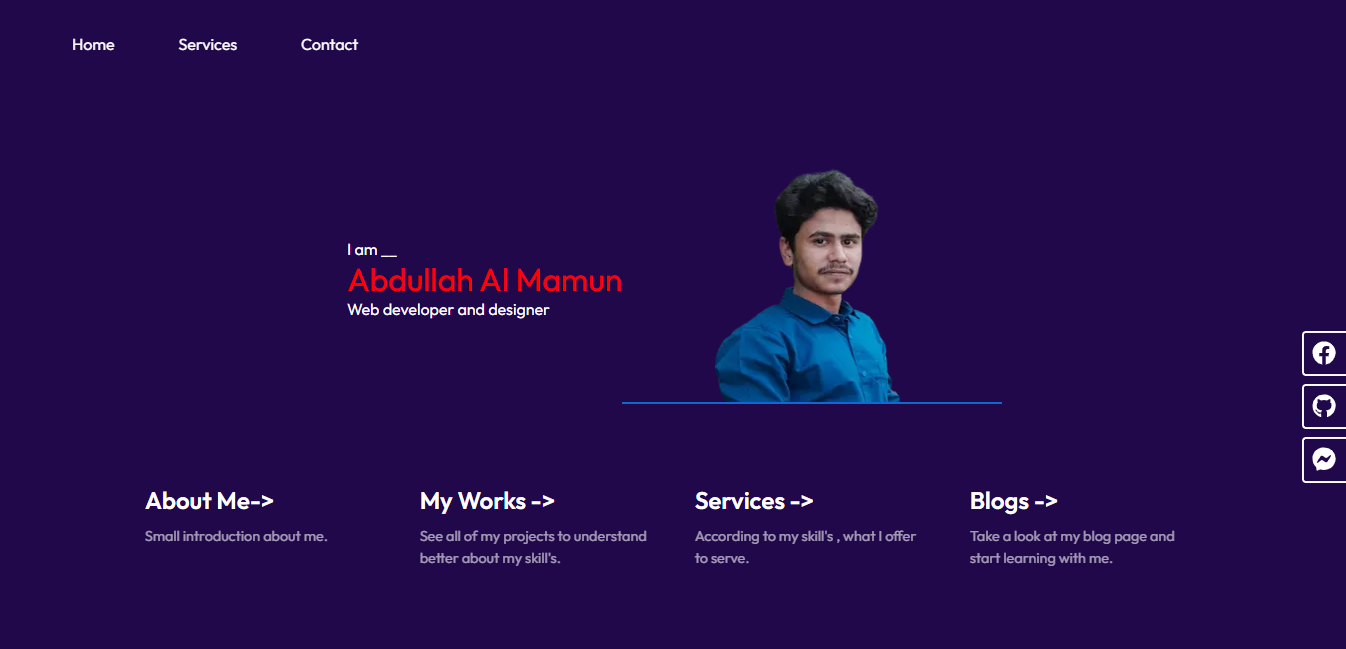 Home Services Contact
I am __
Abdullah Al Mamun
Web developer and designer
About Me->
Small introduction about me.
My Works ->
See all of my projects to understand
better about my skill's.
Services ->
According to my skill's , what I offer
to serve.
Blogs ->
Take a look at my blog page and
start learning with me.